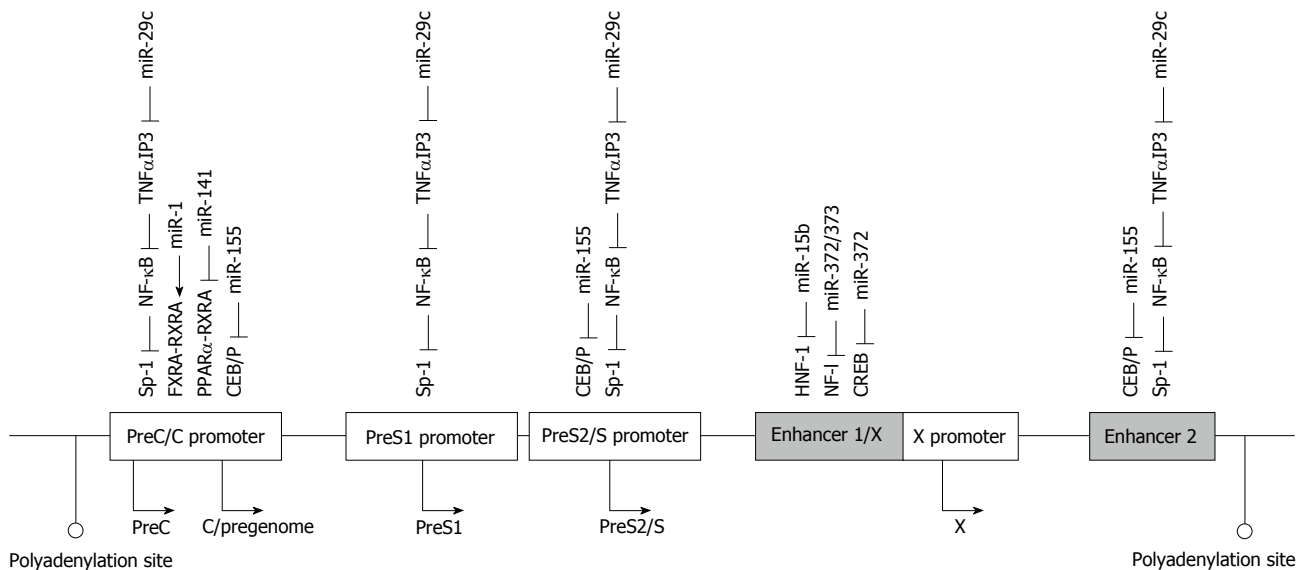 miR-29c
TNFαIP3
NF-κB
Sp-1
miR-1
FXRA-RXRA
miR-141
PPARα-RXRA
miR-155
CEB/P
miR-29c
TNFαIP3
NF-κB
Sp-1
miR-155
CEB/P
miR-29c
TNFαIP3
NF-κB
Sp-1
miR-15b
HNF-1
miR-372/373
NF-I
miR-372
CREB
miR-155
CEB/P
miR-29c
TNFαIP3
NF-κB
Sp-1
PreC/C promoter
PreS1 promoter
PreS2/S promoter
Enhancer 1/X
X promoter
Enhancer 2
PreC
C/pregenome
PreS1
PreS2/S
X
Polyadenylation site
Polyadenylation site